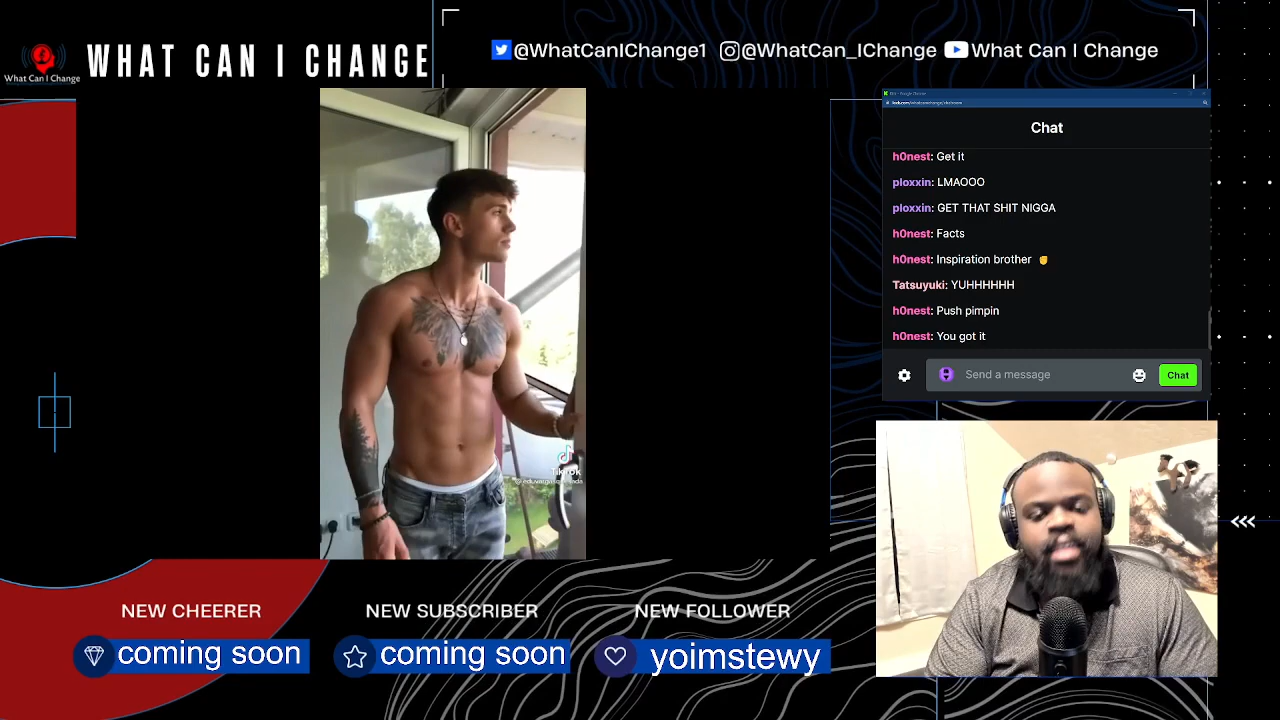 What Can I Change
WHAT CAN I CHANGE
@WhatCanIChange1 @WhatCan_IChange What Can I Change
Chat
h0nest: Get it
ploxxin: LMAOOO
ploxxin: GET THAT SHIT NIGGA
h0nest: Facts
h0nest: Inspiration brother ✊
Tatsuyuki: YUHHHHHH
h0nest: Push pimpin
h0nest: You got it
Send a message
Chat
TikTok
NEW CHEERER
NEW SUBSCRIBER
NEW FOLLOWER
coming soon
coming soon
yoimstewy